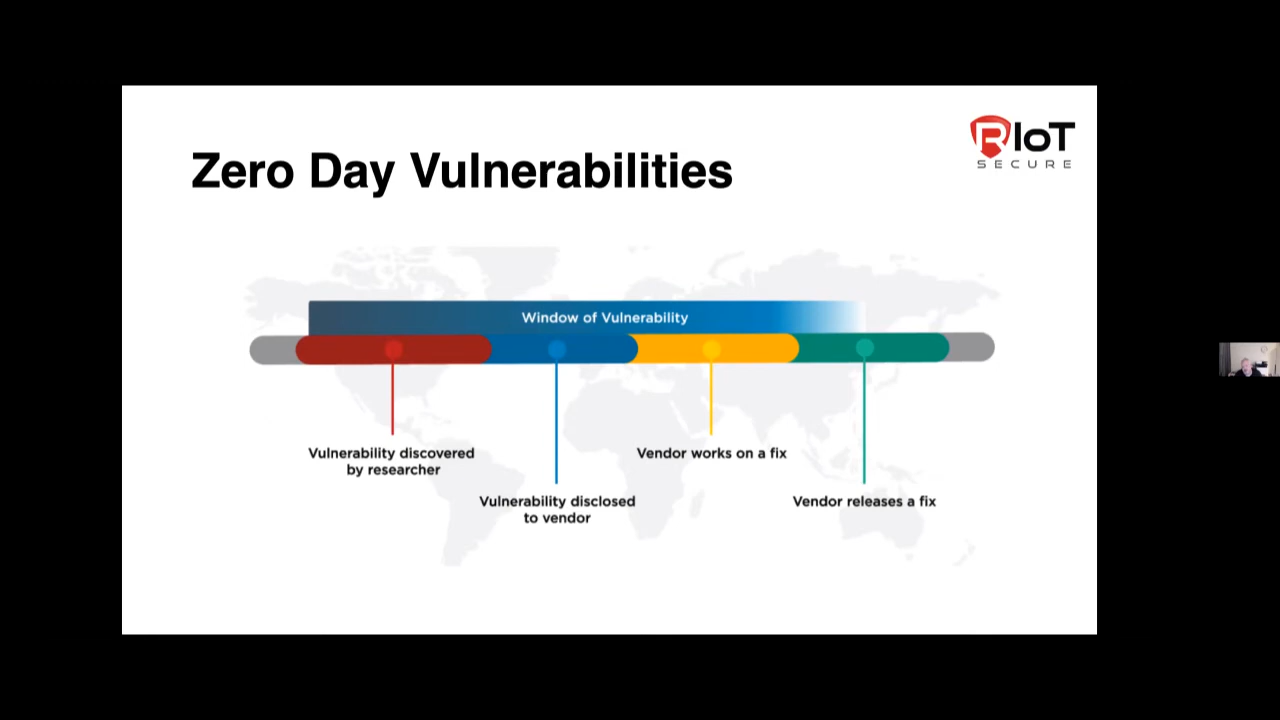 RIoT
SECURE
Zero Day Vulnerabilities
Window of Vulnerability
Vulnerability discovered
by researcher
Vulnerability disclosed
to vendor
Vendor works on a fix
Vendor releases a fix